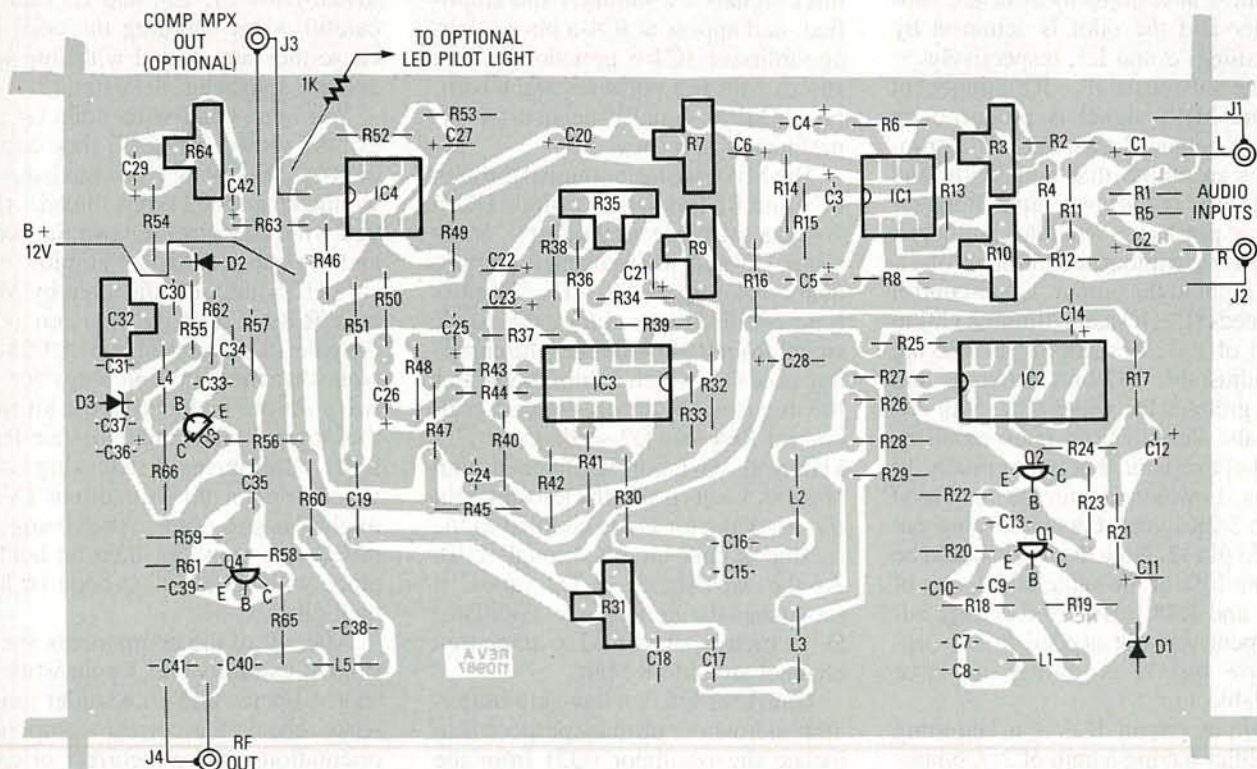 COMP MPX
OUT
(OPTIONAL)
J3
TO OPTIONAL
LED PILOT LIGHT
1K
J1
L
AUDIO
INPUTS
R
J2
B +
12V
R64
C29
R54
C42
R63
R52
R53
C27
IC4
R49
R46
C20
R7
C6
C4
R6
R14
R15
C3
IC1
R13
R3
R2
R4
R11
C1
R1
R5
C2
R12
R10
R8
C5
R16
R9
R35
R38
R36
C21
R34
R39
C22
C23
R37
D2
C30
C32
C31
R55
R62
C34
R57
R51
R50
C25
R48
R43
R44
IC3
R32
R33
C28
R25
R27
R26
R28
R29
IC2
C14
R17
C12
D3
C37
C36
L4
C33
B
E
C
Q3
R66
R56
C35
R60
C19
C26
R47
C24
R45
R40
R42
R41
R30
L2
C16
C15
R22
Q2
E
C
B
R24
R23
R21
C13
Q1
E
C
B
R20
C10
C9
R18
R19
C11
C7
C8
L1
D1
NCR
R59
R61
R58
Q4
C39
E
B
C
R65
C38
C41
C40
L5
R31
C18
C17
L3
REV A
110987
J4
RF
OUT